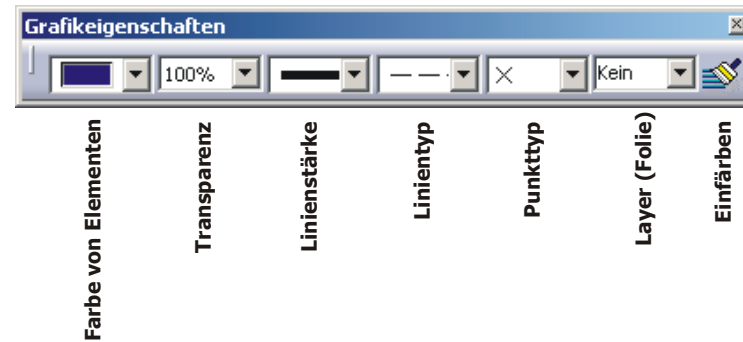 Grafikeigenschaften
100%
Kein
Farbe von Elementen
Transparenz
Linienstärke
Linientyp
Punkttyp
Layer (Folie)
Einfärben